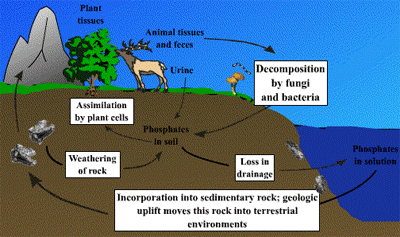 Plant
tissues
Animal tissues
and feces
Urine
Decomposition
by fungi
and bacteria
Assimilation
by plant cells
Phosphates
in soil
Weathering
of rock
Loss in
drainage
Phosphates
in solution
Incorporation into sedimentary rock; geologic
uplift moves this rock into terrestrial
environments